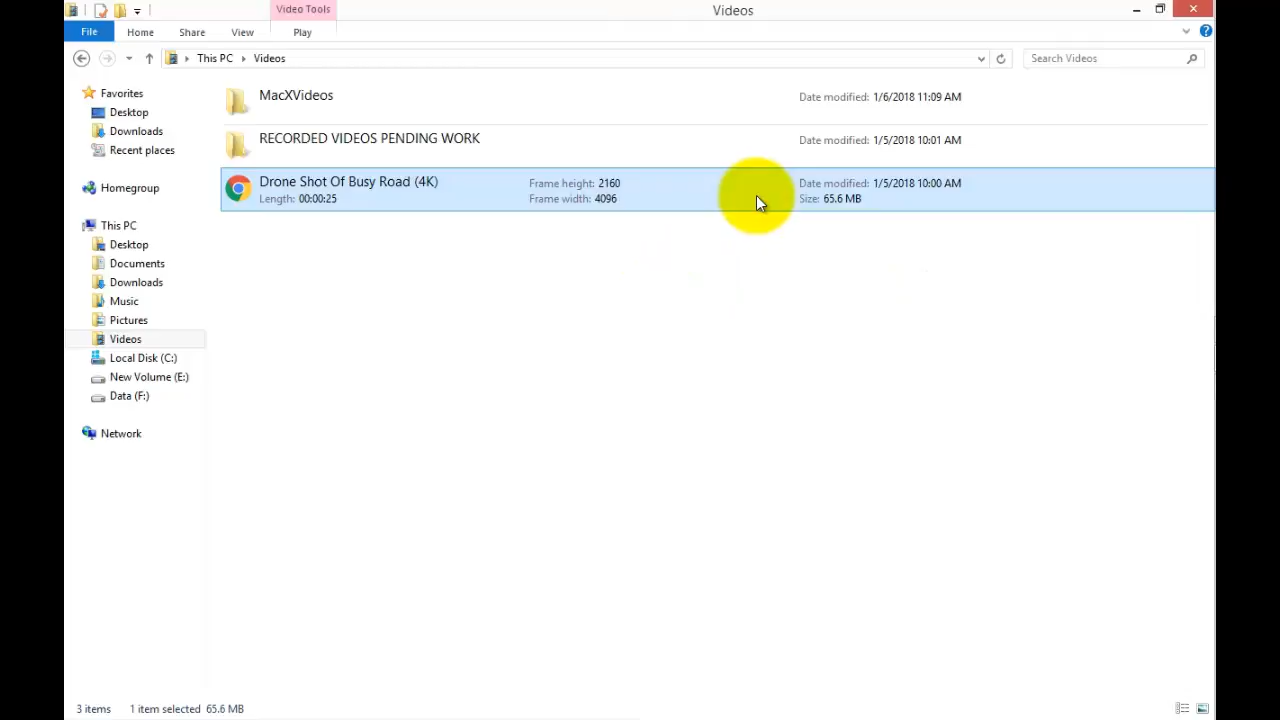 Video Tools
Videos
File
Home
Share
View
Play
This PC
Videos
Search Videos
Favorites
Desktop
Downloads
Recent places
Homegroup
This PC
Desktop
Documents
Downloads
Music
Pictures
Videos
Local Disk (C:)
New Volume (E:)
Data (F:)
Network
MacXVideos
Date modified: 1/6/2018 11:09 AM
RECORDED VIDEOS PENDING WORK
Date modified: 1/5/2018 10:01 AM
Drone Shot Of Busy Road (4K)
Length: 00:00:25
Frame height: 2160
Frame width: 4096
Date modified: 1/5/2018 10:00 AM
Size: 65.6 MB
3 items
1 item selected 65.6 MB